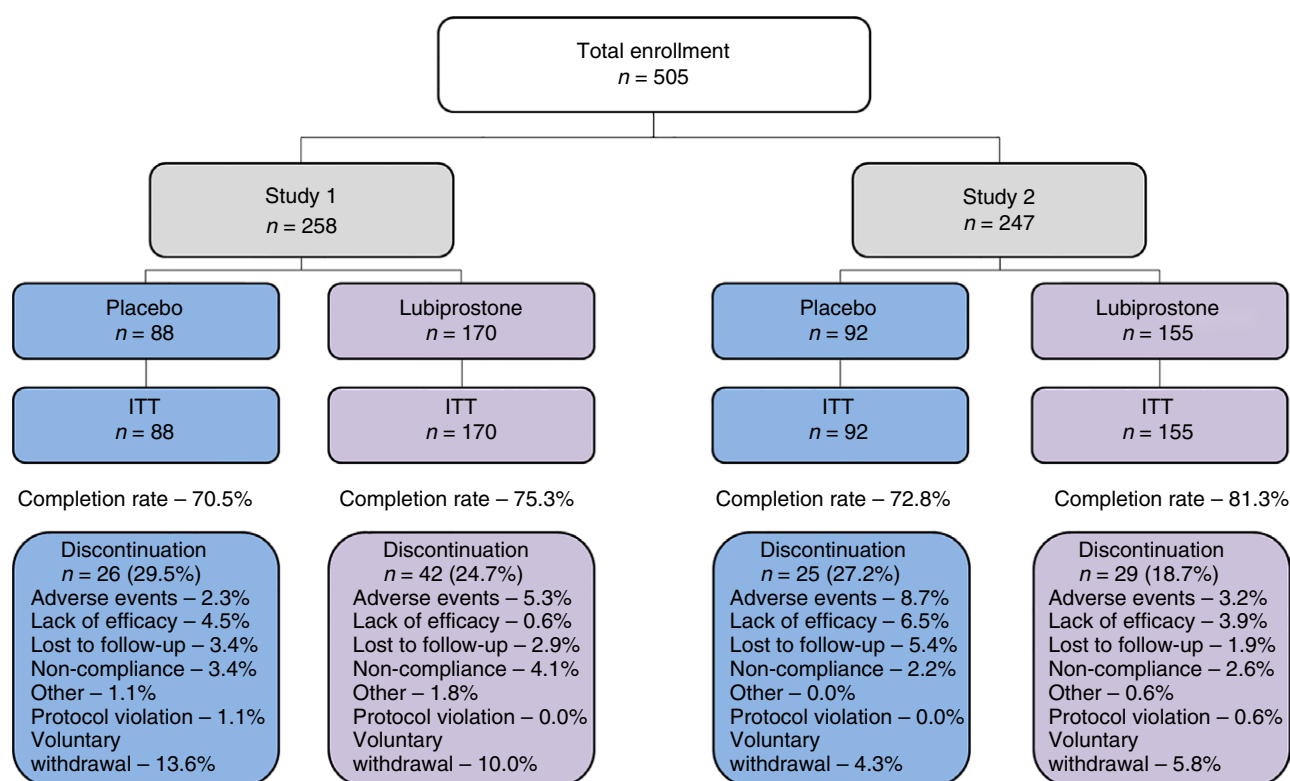 Total enrollment
n = 505
Study 1
n = 258
Study 2
n = 247
Placebo
n = 88
Lubiprostone
n = 170
Placebo
n = 92
Lubiprostone
n = 155
ITT
n = 88
ITT
n = 170
ITT
n = 92
ITT
n = 155
Completion rate – 70.5%
Completion rate – 75.3%
Completion rate – 72.8%
Completion rate – 81.3%
Discontinuation
n = 26 (29.5%)
Adverse events – 2.3%
Lack of efficacy – 4.5%
Lost to follow-up – 3.4%
Non-compliance – 3.4%
Other – 1.1%
Protocol violation – 1.1%
Voluntary
withdrawal – 13.6%
Discontinuation
n = 42 (24.7%)
Adverse events – 5.3%
Lack of efficacy – 0.6%
Lost to follow-up – 2.9%
Non-compliance – 4.1%
Other – 1.8%
Protocol violation – 0.0%
Voluntary
withdrawal – 10.0%
Discontinuation
n = 25 (27.2%)
Adverse events – 8.7%
Lack of efficacy – 6.5%
Lost to follow-up – 5.4%
Non-compliance – 2.2%
Other – 0.0%
Protocol violation – 0.0%
Voluntary
withdrawal – 4.3%
Discontinuation
n = 29 (18.7%)
Adverse events – 3.2%
Lack of efficacy – 3.9%
Lost to follow-up – 1.9%
Non-compliance – 2.6%
Other – 0.6%
Protocol violation – 0.6%
Voluntary
withdrawal – 5.8%